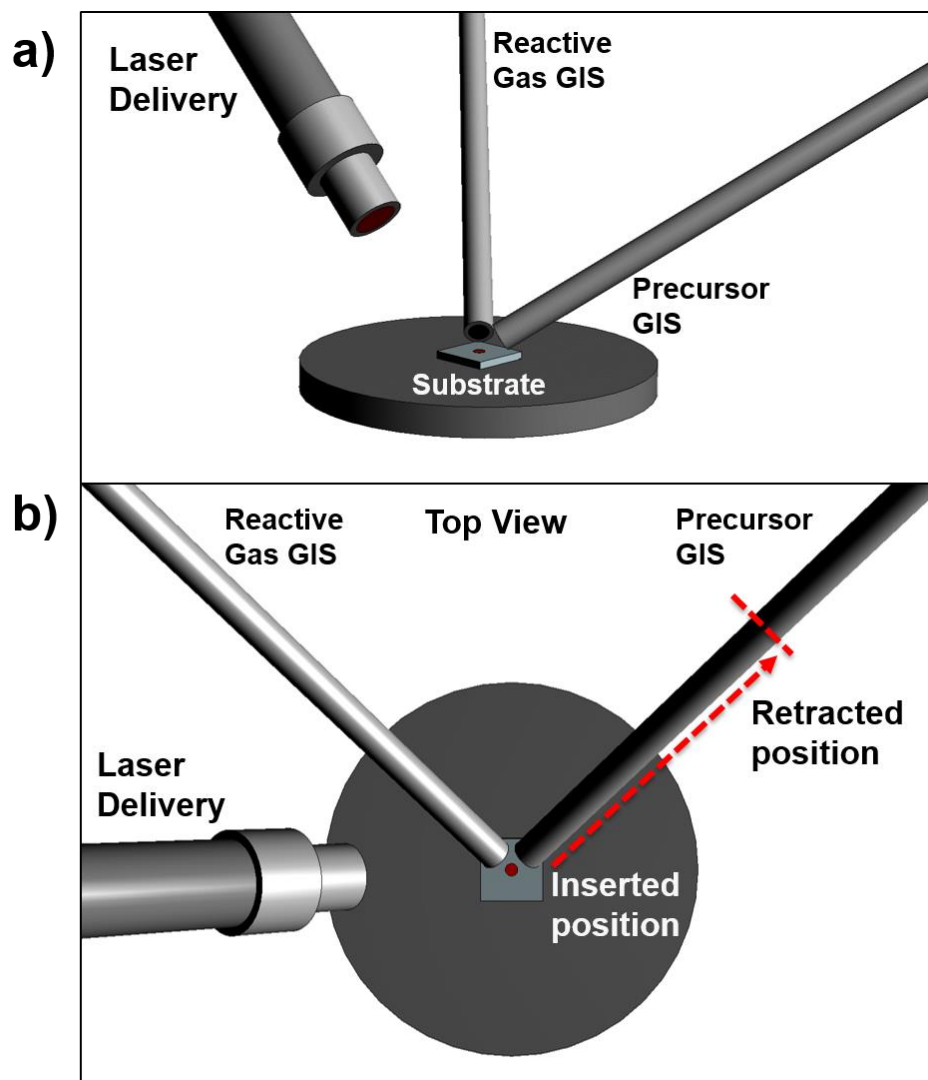 a)
Laser
Delivery
Reactive
Gas GIS
Precursor
GIS
Substrate
b)
Reactive
Gas GIS
Top View
Precursor
GIS
Retracted
position
Laser
Delivery
Inserted
position